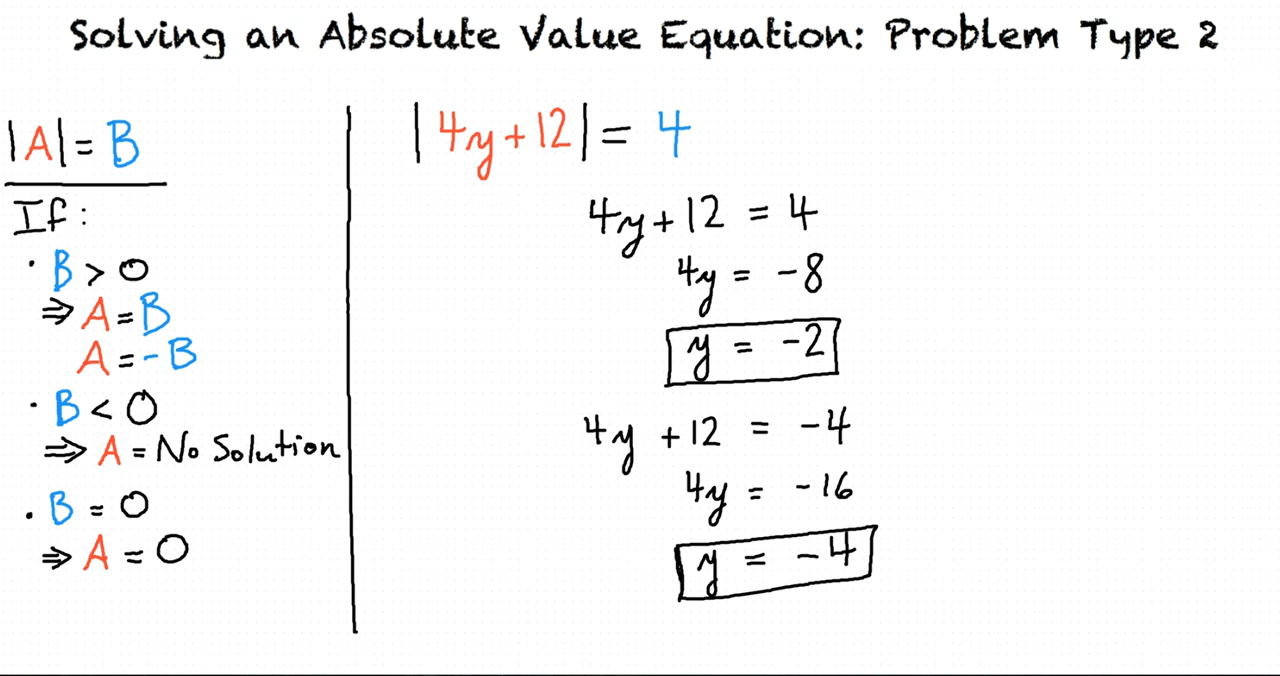 Solving an Absolute Value Equation: Problem Type 2
|A| = B
If:
· B > 0
⇒ A = B
A = - B
· B < 0
⇒ A = No Solution
· B = 0
⇒ A = 0
|4y + 12| = 4
4y + 12 = 4
4y = -8
y = -2
4y + 12 = -4
4y = -16
y = -4